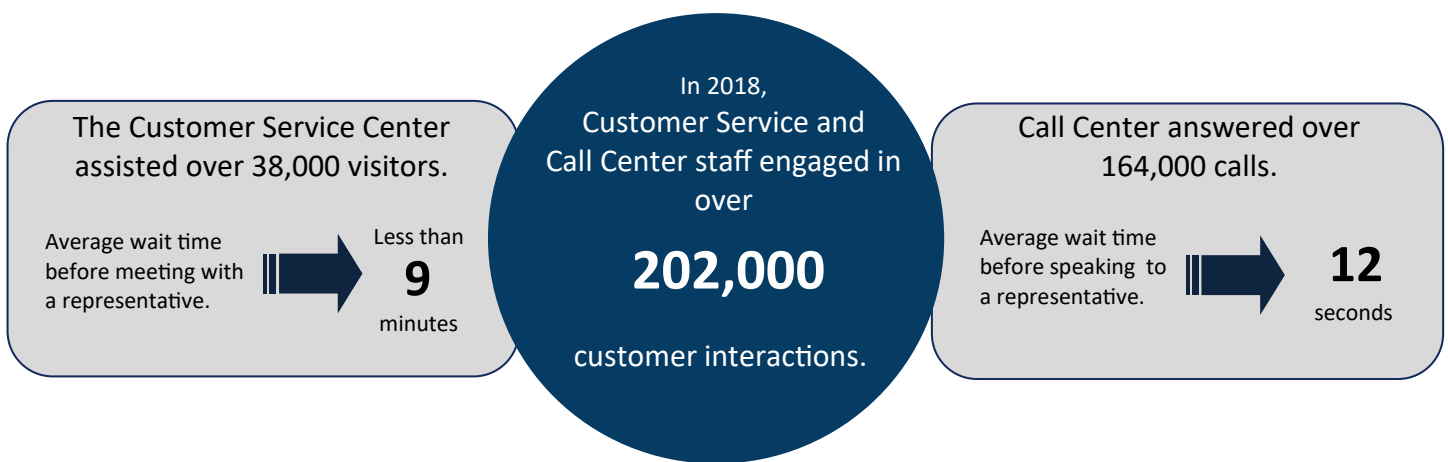 The Customer Service Center
assisted over 38,000 visitors.
Average wait time
before meeting with
a representative.
Less than
9
minutes
In 2018,
Customer Service and
Call Center staff engaged in
over
202,000
customer interactions.
Call Center answered over
164,000 calls.
Average wait time
before speaking to
a representative.
12
seconds